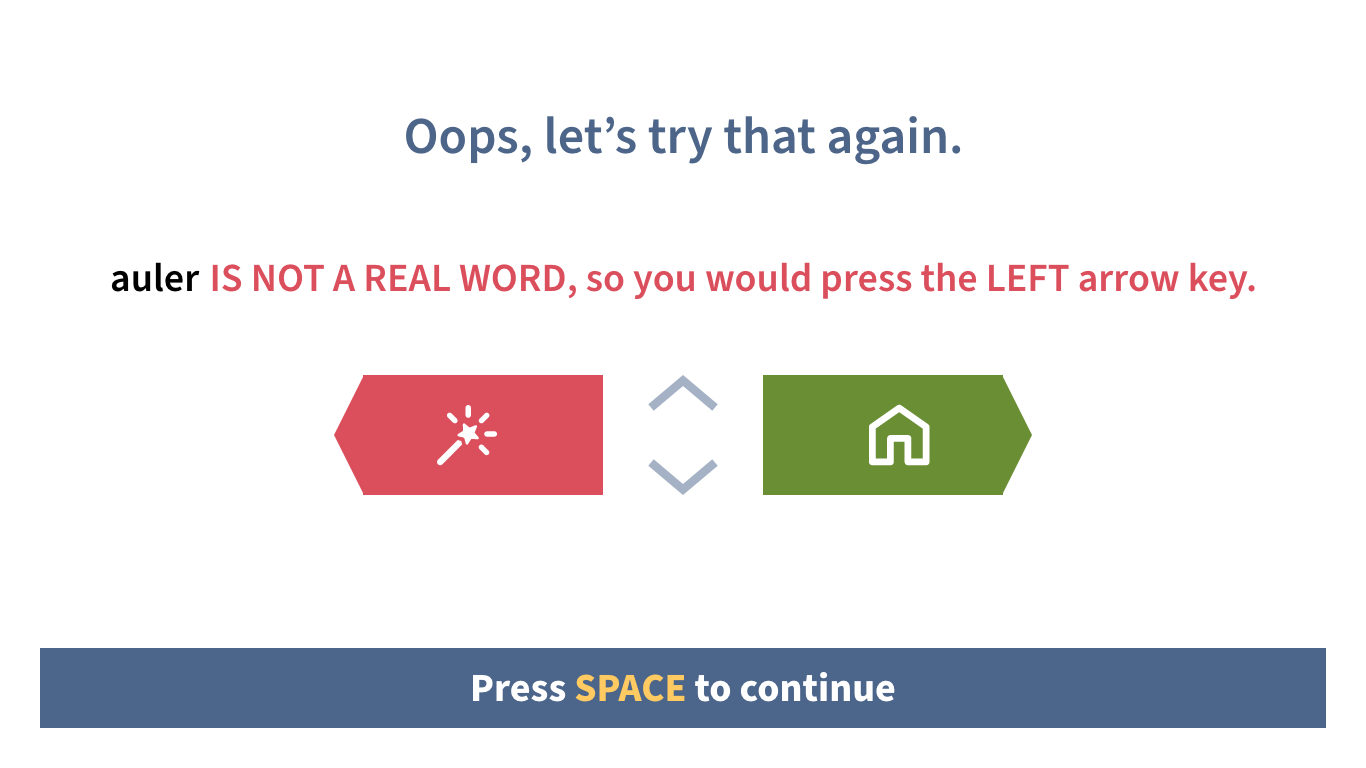 Oops, let’s try that again.
auler IS NOT A REAL WORD, so you would press the LEFT arrow key.
Press SPACE to continue